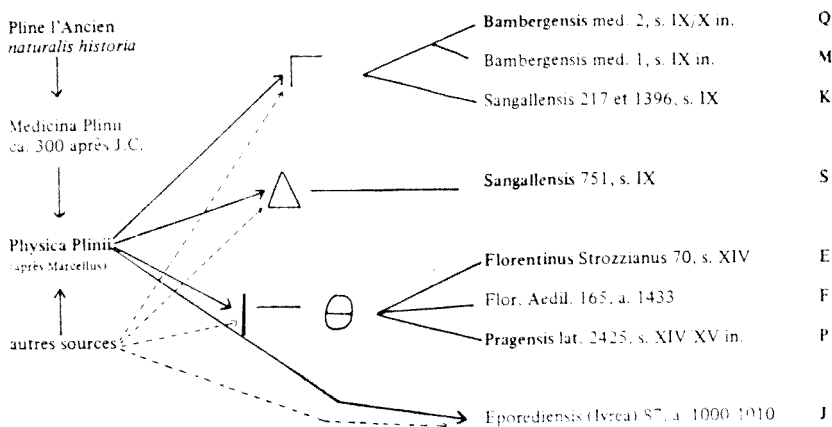 Pline l'Ancien
naturalis historia
Medicina Plinii
ca. 300 après J.C.
Physica Plinii
(après Marcellus)
autres sources
Γ
Δ
Ι
Θ
Bambergensis med. 2, s. IX/X in. Q
Bambergensis med. 1, s. IX in. M
Sangallensis 217 et 1396, s. IX K
Sangallensis 751, s. IX S
Florentinus Strozzianus 70, s. XIV E
Flor. Aedil. 165, a. 1433 F
Pragensis lat. 2425, s. XIV XV in. P
Eporediensis (Ivrea) 87, a. 1000 1010 J